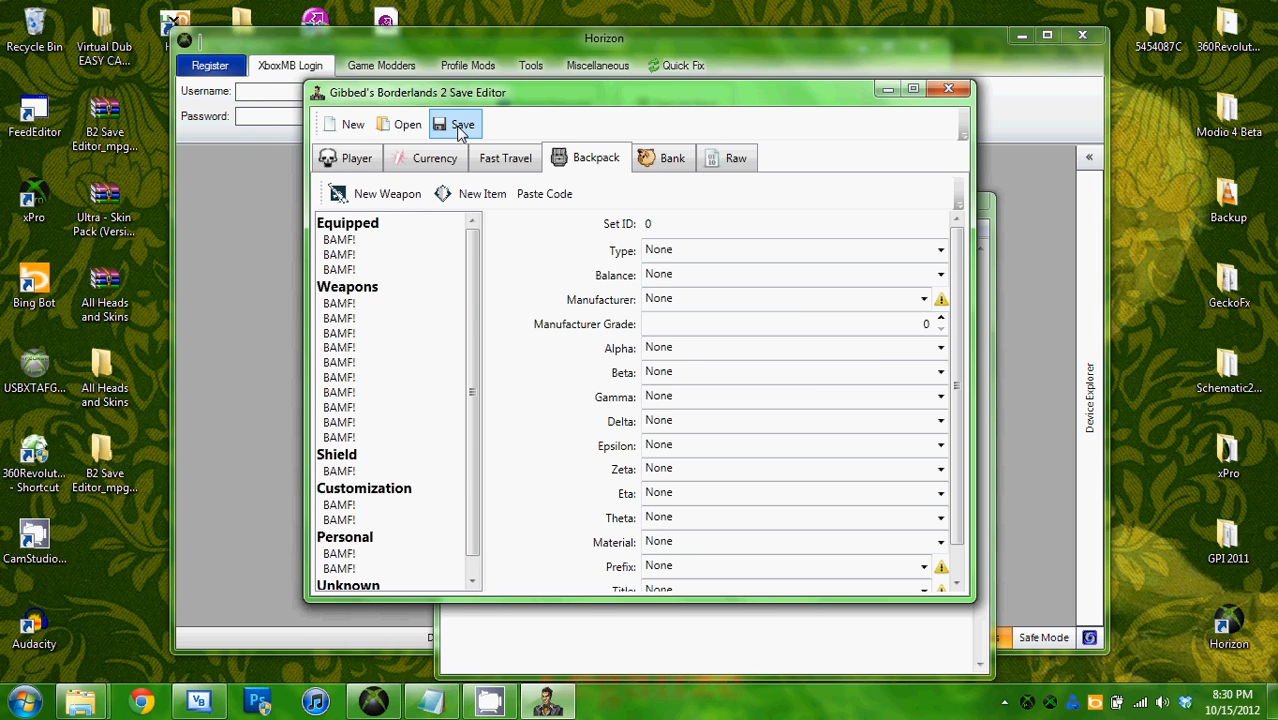 Recycle Bin
Virtual Dub
EASY CA...
5454087C
360Revolut...
Horizon
Register
XboxMB Login
Game Modders
Profile Mods
Tools
Miscellaneous
Quick Fix
Username:
Password:
Gibbed's Borderlands 2 Save Editor
New
Open
Save
Player
Currency
Fast Travel
Backpack
Bank
Raw
New Weapon
New Item
Paste Code
Equipped
BAMF!
BAMF!
BAMF!
Weapons
BAMF!
BAMF!
BAMF!
BAMF!
BAMF!
BAMF!
BAMF!
BAMF!
BAMF!
BAMF!
Shield
BAMF!
Customization
BAMF!
BAMF!
Personal
BAMF!
BAMF!
Unknown
Set ID: 0
Type: None
Balance: None
Manufacturer: None
Manufacturer Grade: 0
Alpha: None
Beta: None
Gamma: None
Delta: None
Epsilon: None
Zeta: None
Eta: None
Theta: None
Material: None
Prefix: None
Title: None
«
Device Explorer
Safe Mode
FeedEditor
B2 Save
Editor_mpg...
xPro
Ultra - Skin
Pack (Versi...
Bing Bot
All Heads
and Skins
USBXTAFG...
All Heads
and Skins
360Revolut...
- Shortcut
B2 Save
Editor_mpg...
CamStudio...
Audacity
Modio 4 Beta
Backup
GeckoFx
Schematic2...
xPro
GPI 2011
Horizon
8:30 PM
10/15/2012